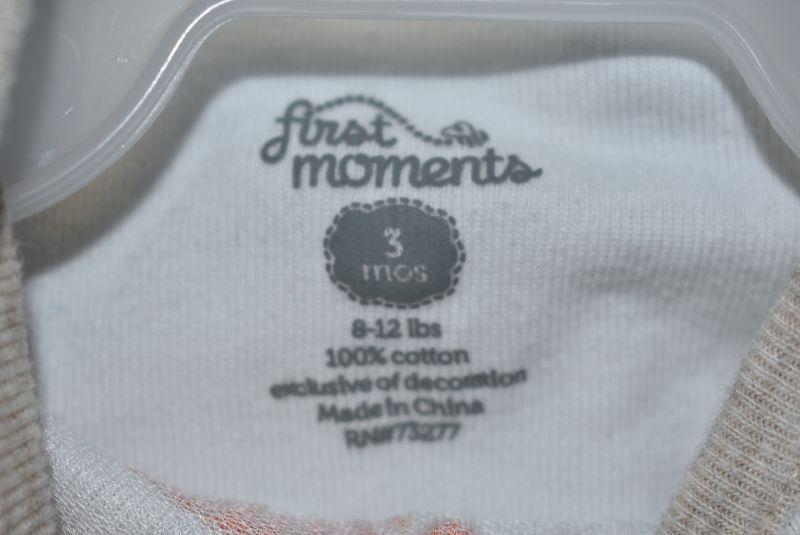 first
moments
3
mos
8-12 lbs
100% cotton
exclusive of decoration
Made in China
RN#73277